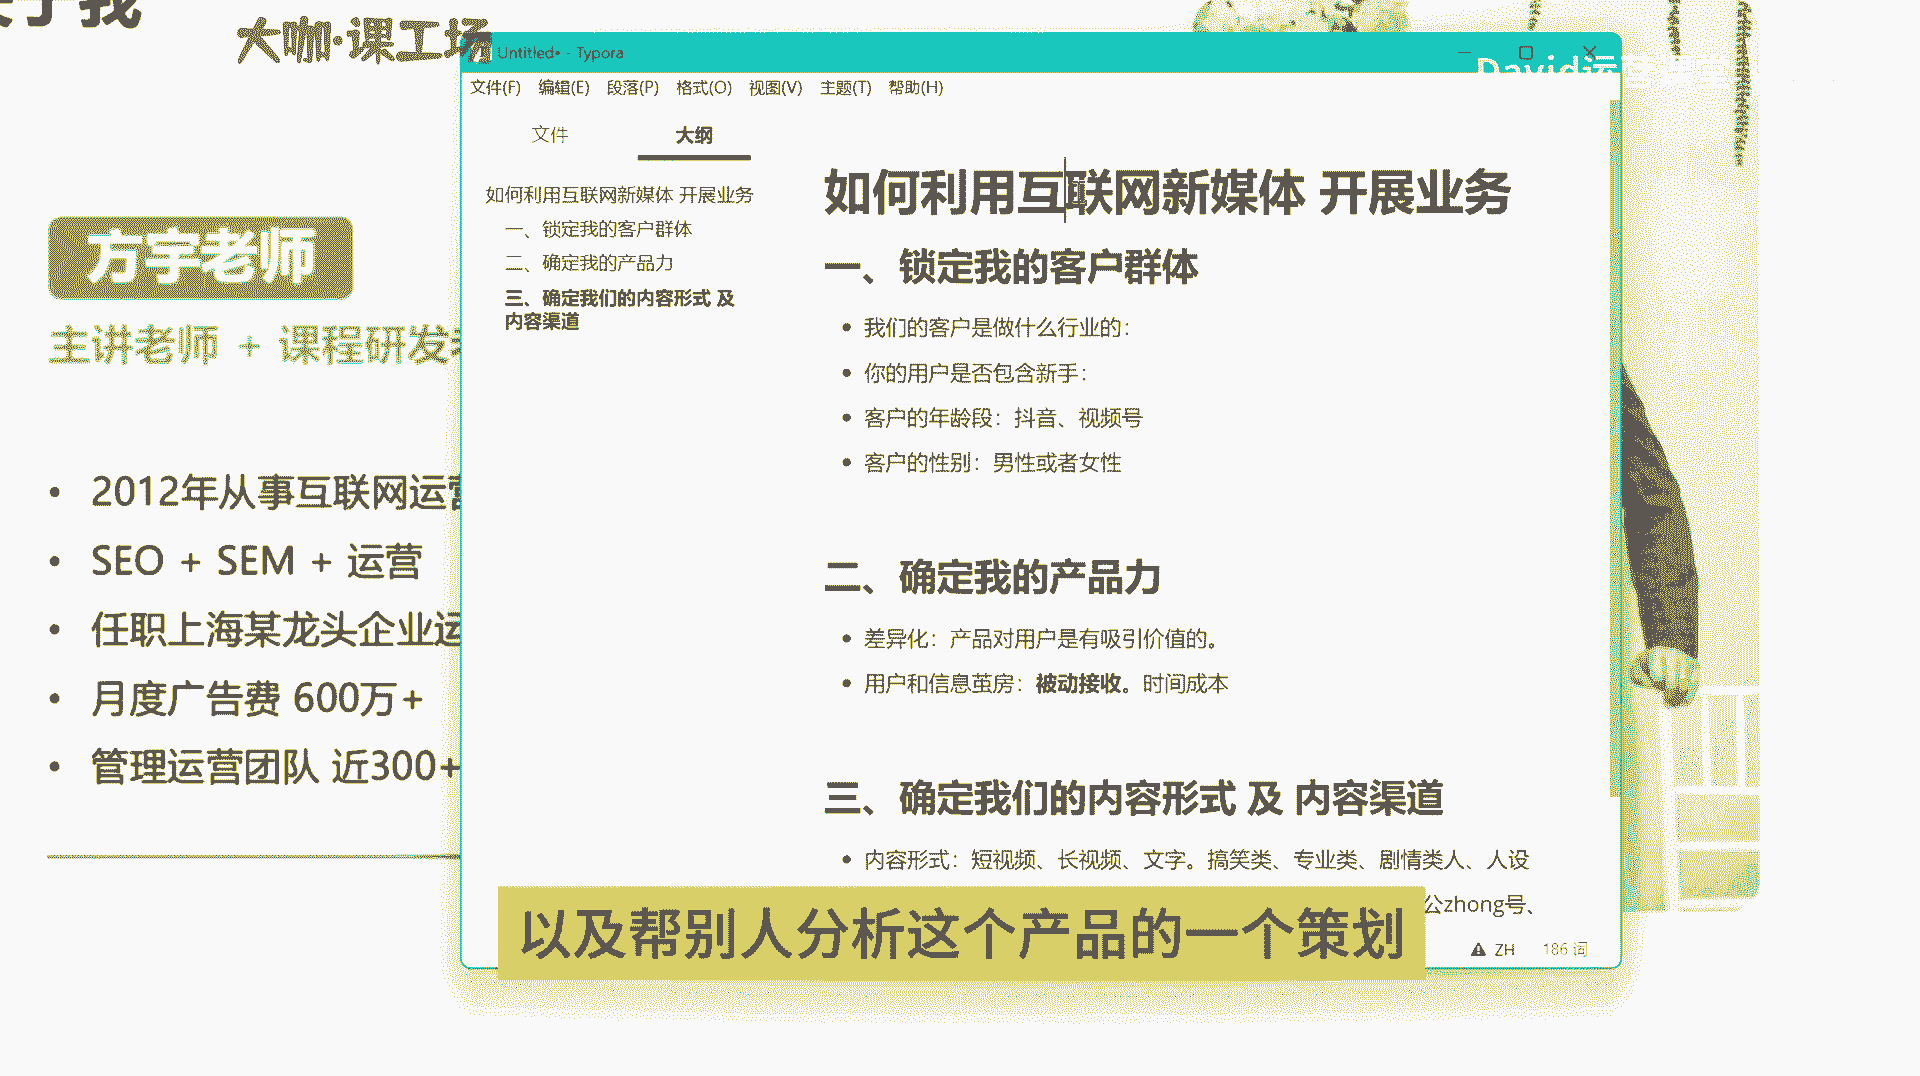 于我
大咖·课工场
Untitled• - Typora
David运
文件(F) 编辑(E) 段落(P) 格式(O) 视图(V) 主题(T) 帮助(H)
文件 大纲
如何利用互联网新媒体 开展业务
一、锁定我的客户群体
二、确定我的产品力
三、确定我们的内容形式 及
内容渠道
如何利用互联网新媒体 开展业务
一、锁定我的客户群体
• 我们的客户是做什么行业的：
• 你的用户是否包含新手：
• 客户的年龄段：抖音、视频号
• 客户的性别：男性或者女性
二、确定我的产品力
• 差异化：产品对用户是有吸引价值的。
• 用户和信息茧房：被动接收。时间成本
三、确定我们的内容形式 及 内容渠道
• 内容形式：短视频、长视频、文字。搞笑类、专业类、剧情类人、人设
公zhong号、
ZH 186 词
方宇老师
主讲老师 + 课程研发
• 2012年从事互联网运营
• SEO + SEM + 运营
• 任职上海某龙头企业运
• 月度广告费 600万+
• 管理运营团队 近300+
以及帮别人分析这个产品的一个策划